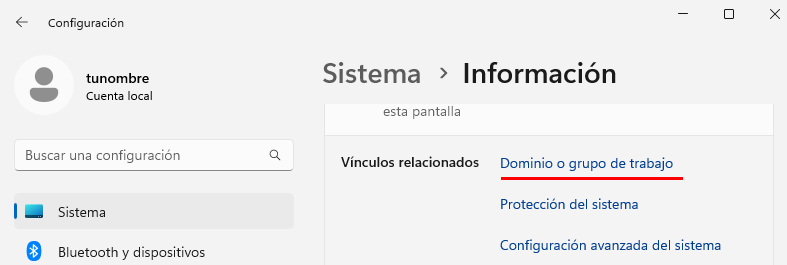 Configuración
tunombre
Cuenta local
Buscar una configuración
Sistema
Bluetooth y dispositivos
Sistema > Información
esta pantalla
Vínculos relacionados
Dominio o grupo de trabajo
Protección del sistema
Configuración avanzada del sistema